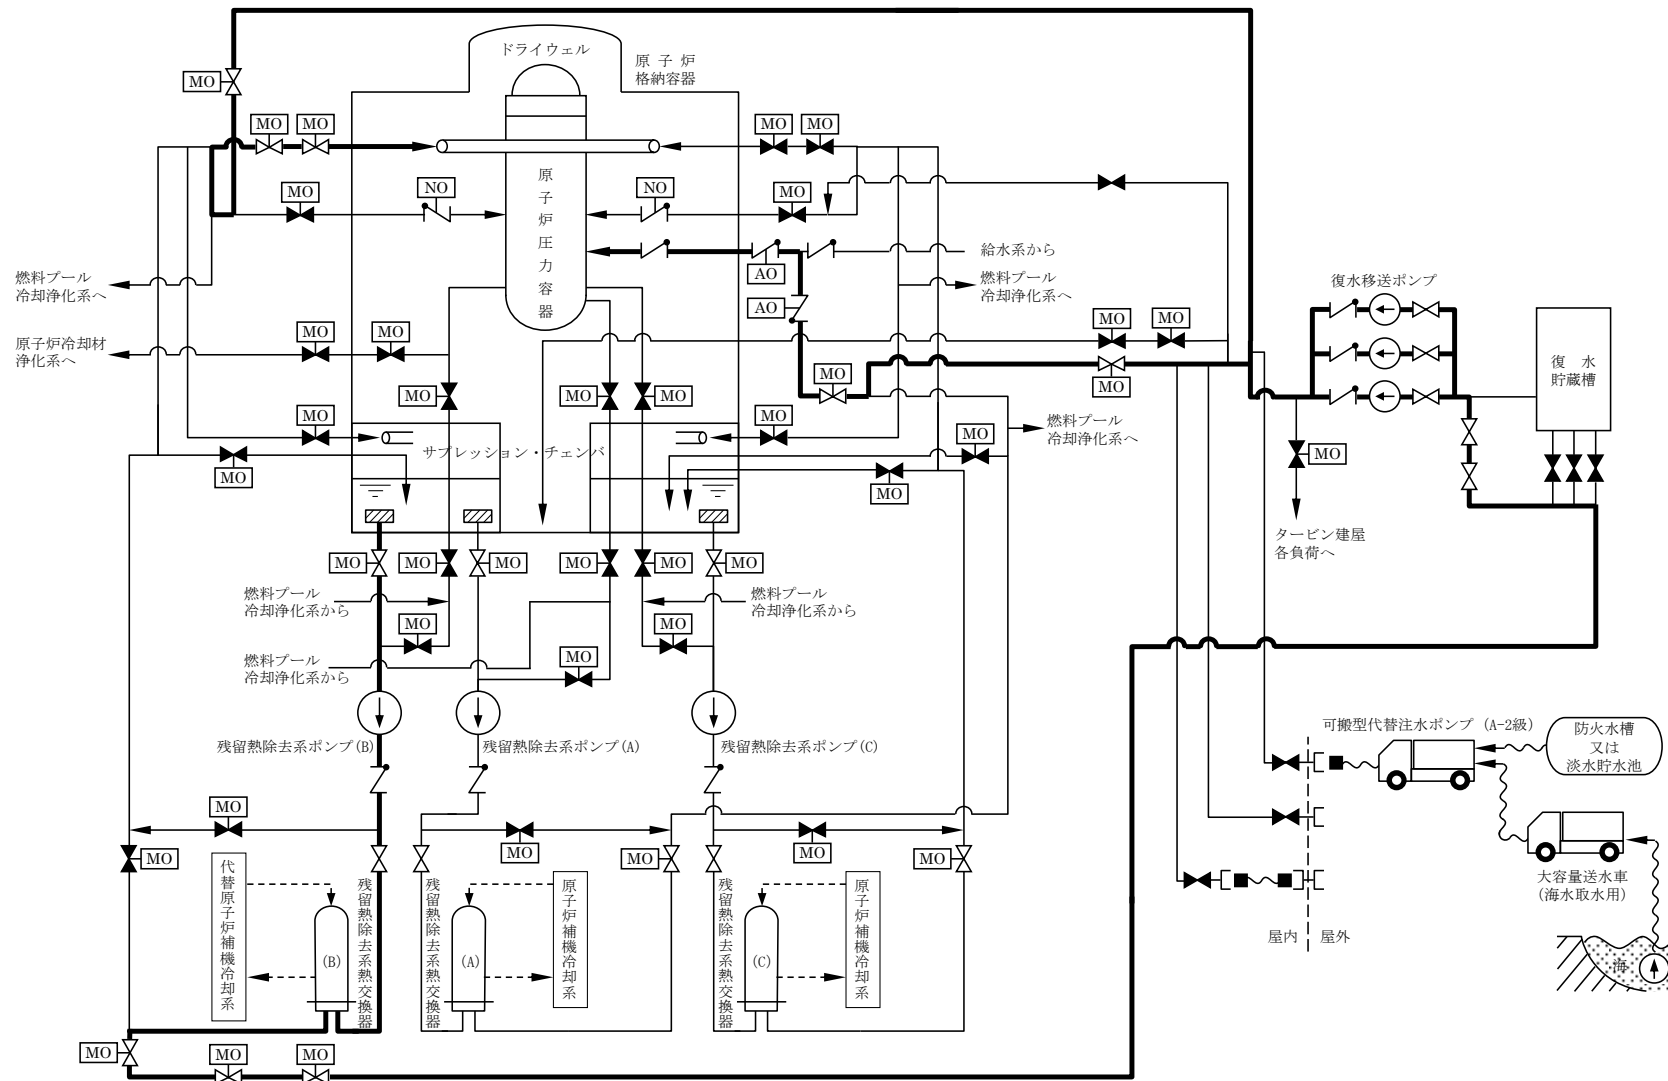 ドライウェル
原 子 炉
格納容器
MO
MO
MO
MO
MO
原子炉圧力容器
MO
NO
NO
MO
AO
給水系から
燃料プール
冷却浄化系へ
燃料プール
冷却浄化系へ
AO
復水移送ポンプ
原子炉冷却材
浄化系へ
MO
MO
MO
MO
MO
MO
復 水
貯蔵槽
MO
MO
MO
MO
MO
燃料プール
冷却浄化系へ
サプレッション・チェンバ
MO
MO
MO
MO
タービン建屋
各負荷へ
MO
MO
MO
MO
MO
燃料プール
冷却浄化系から
燃料プール
冷却浄化系から
MO
MO
燃料プール
冷却浄化系から
MO
残留熱除去系ポンプ(B)
残留熱除去系ポンプ(A)
残留熱除去系ポンプ(C)
可搬型代替注水ポンプ (A-2級)
防火水槽
又は
淡水貯水池
MO
MO
MO
MO
MO
MO
代替原子炉補機冷却系
(B)
残留熱除去系熱交換器
残留熱除去系熱交換器
(A)
原子炉補機冷却系
残留熱除去系熱交換器
(C)
原子炉補機冷却系
大容量送水車
(海水取水用)
屋内
屋外
海
MO
MO
MO